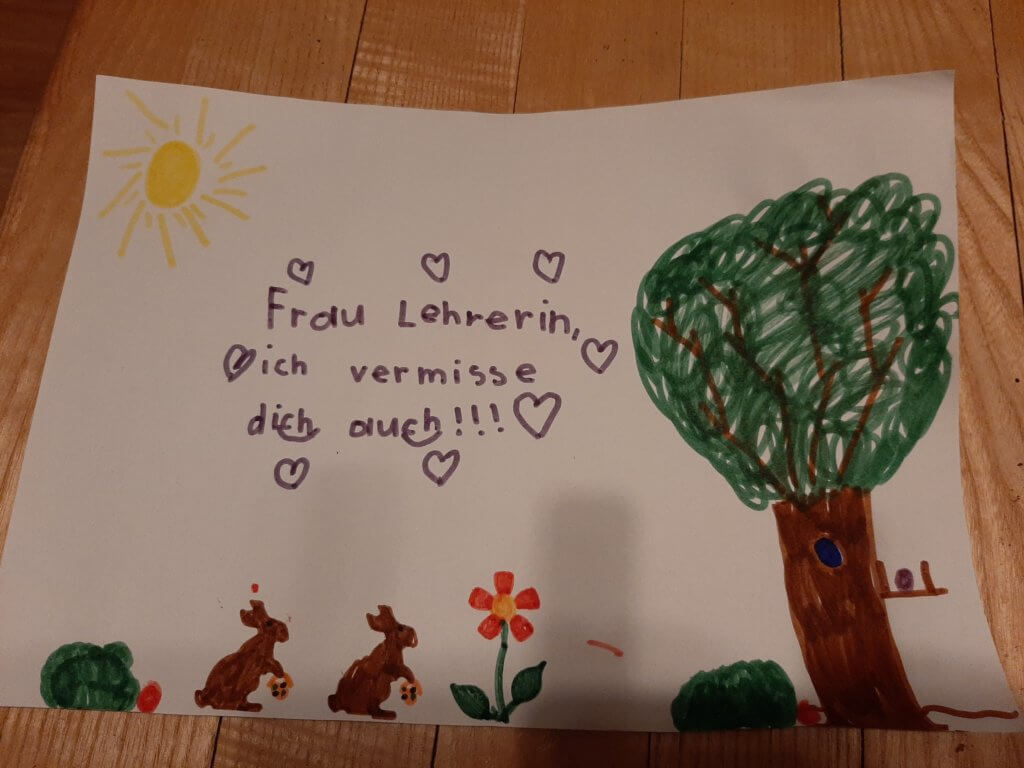 Frau Lehrerin,
ich vermisse
dich auch!!!